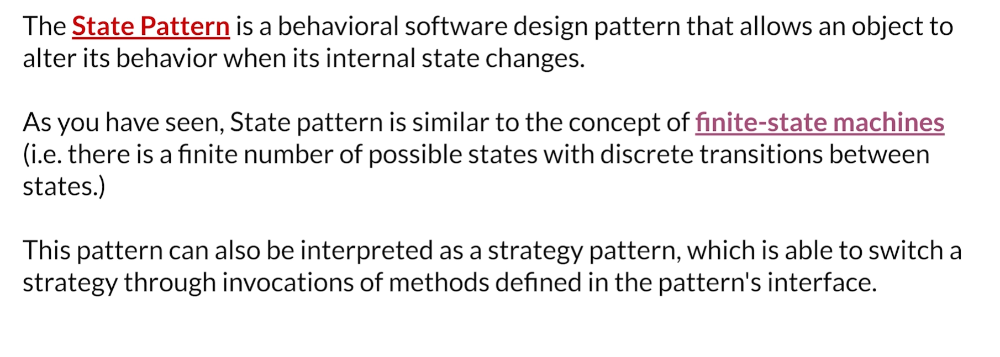 The State Pattern is a behavioral software design pattern that allows an object to
alter its behavior when its internal state changes.
As you have seen, State pattern is similar to the concept of finite-state machines
(i.e. there is a finite number of possible states with discrete transitions between
states.)
This pattern can also be interpreted as a strategy pattern, which is able to switch a
strategy through invocations of methods defined in the pattern's interface.